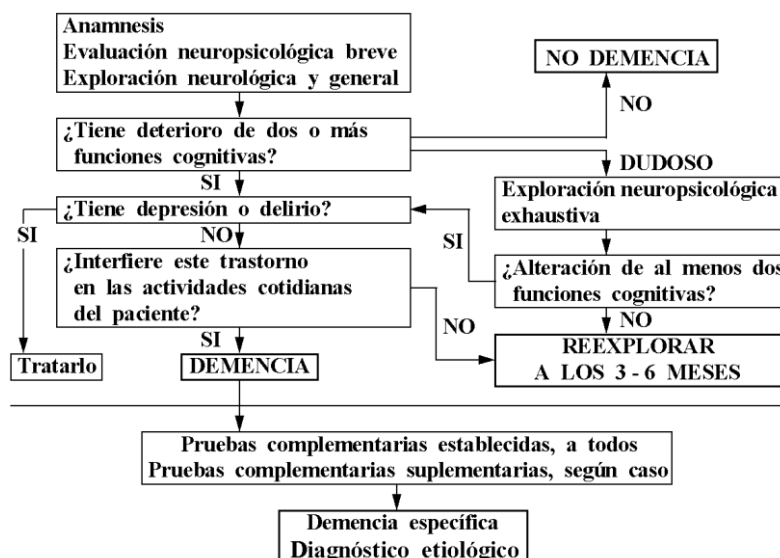 Anamnesis
Evaluación neuropsicológica breve
Exploración neurológica y general
NO DEMENCIA
NO
¿Tiene deterioro de dos o más
funciones cognitivas?
DUDOSO
SI
Exploración neuropsicológica
exhaustiva
¿Tiene depresión o delirio?
SI
NO
SI
¿Interfiere este trastorno
en las actividades cotidianas
del paciente?
¿Alteración de al menos dos
funciones cognitivas?
NO
NO
SI
REEXPLORAR
A LOS 3 - 6 MESES
Tratarlo
DEMENCIA
Pruebas complementarias establecidas, a todos
Pruebas complementarias suplementarias, según caso
Demencia específica
Diagnóstico etiológico